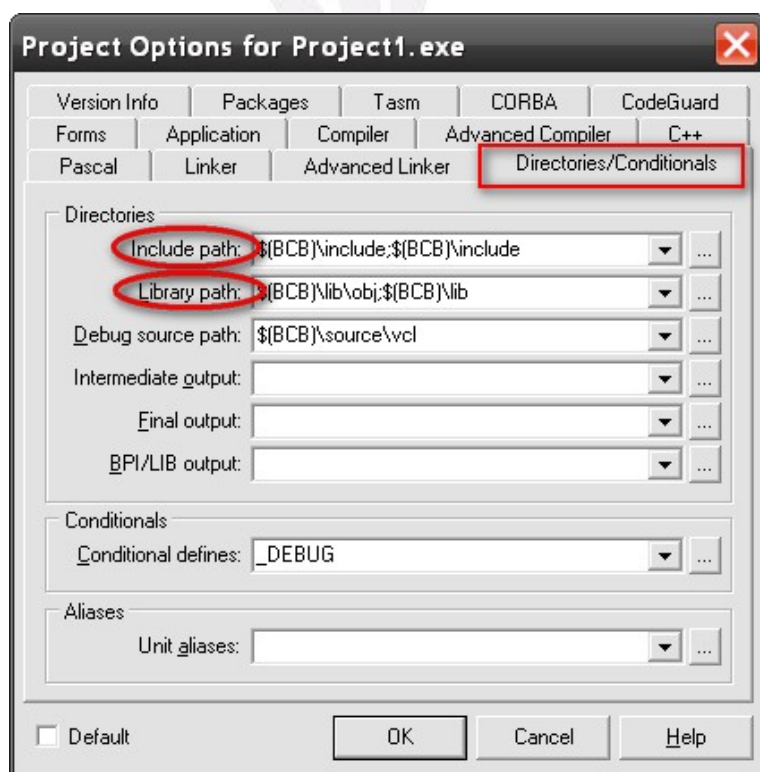 Project Options for Project1.exe
Version Info Packages Tasm CORBA CodeGuard
Forms Application Compiler Advanced Compiler C++
Pascal Linker Advanced Linker Directories/Conditionals
Directories
Include path: $(BCB)\include;$(BCB)\include
Library path: $(BCB)\lib\obj;$(BCB)\lib
Debug source path: $(BCB)\source\vcl
Intermediate output:
Final output:
BPI/LIB output:
Conditionals
Conditional defines: _DEBUG
Aliases
Unit aliases:
Default OK Cancel Help